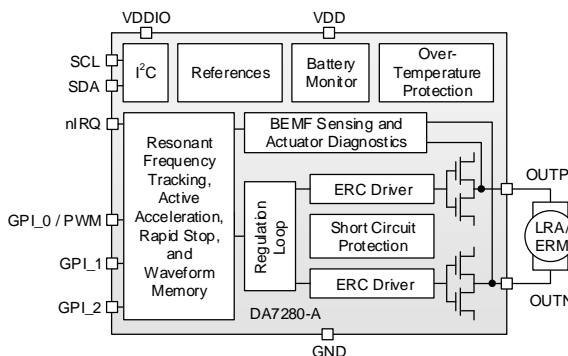 VDDIO
VDD
SCL
SDA
I²C
References
Battery
Monitor
Over-
Temperature
Protection
nIRQ
GPI_0 / PWM
GPI_1
GPI_2
Resonant
Frequency
Tracking,
Active
Acceleration,
Rapid Stop,
and
Waveform
Memory
BEMF Sensing and
Actuator Diagnostics
Regulation
Loop
ERC Driver
Short Circuit
Protection
ERC Driver
DA7280-A
OUTP
LRA/
ERM
OUTN
GND